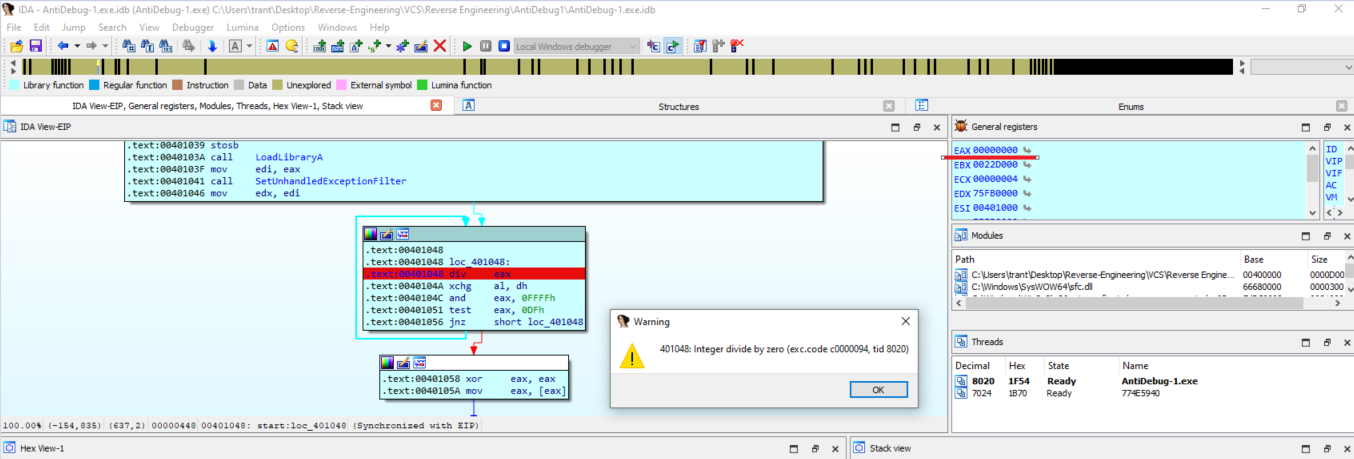 IDA - AntiDebug-1.exe.idb (AntiDebug-1.exe) C:\Users\trant\Desktop\Reverse-Engineering\VCS\Reverse Engineering\AntiDebug1\AntiDebug-1.exe.idb
File Edit Jump Search View Debugger Lumina Options Windows Help
Local Windows debugger
Library function Regular function Instruction Data Unexplored External symbol Lumina function
IDA View-EIP, General registers, Modules, Threads, Hex View-1, Stack view Structures Enums
IDA View-EIP
.text:00401039 stosb
.text:0040103A call LoadLibraryA
.text:0040103F mov edi, eax
.text:00401041 call SetUnhandledExceptionFilter
.text:00401046 mov edx, edi
.text:00401048
.text:00401048 loc_401048:
.text:00401048 div eax
.text:0040104A xchg al, dh
.text:0040104C and eax, 0FFFFh
.text:00401051 test eax, 0DFh
.text:00401056 jnz short loc_401048
.text:00401058 xor eax, eax
.text:0040105A mov eax, [eax]
100.00% (-154,835) (637,2) 00000448 00401048: start:loc_401048 (Synchronized with EIP)
Warning
401048: Integer divide by zero (exc.code c0000094, tid 8020)
OK
General registers
EAX 00000000
EBX 0022D000
ECX 00000004
EDX 75FB0000
ESI 00401000
ID
VIP
VIF
AC
VM
Modules
Path Base Size
C:\Users\trant\Desktop\Reverse-Engineering\VCS\Reverse Engine... 00400000 0000D00
C:\Windows\SysWOW64\sfc.dll 66680000 0000300
Threads
Decimal Hex State Name
8020 1F54 Ready AntiDebug-1.exe
7024 1B70 Ready 774E5940
Hex View-1
Stack view